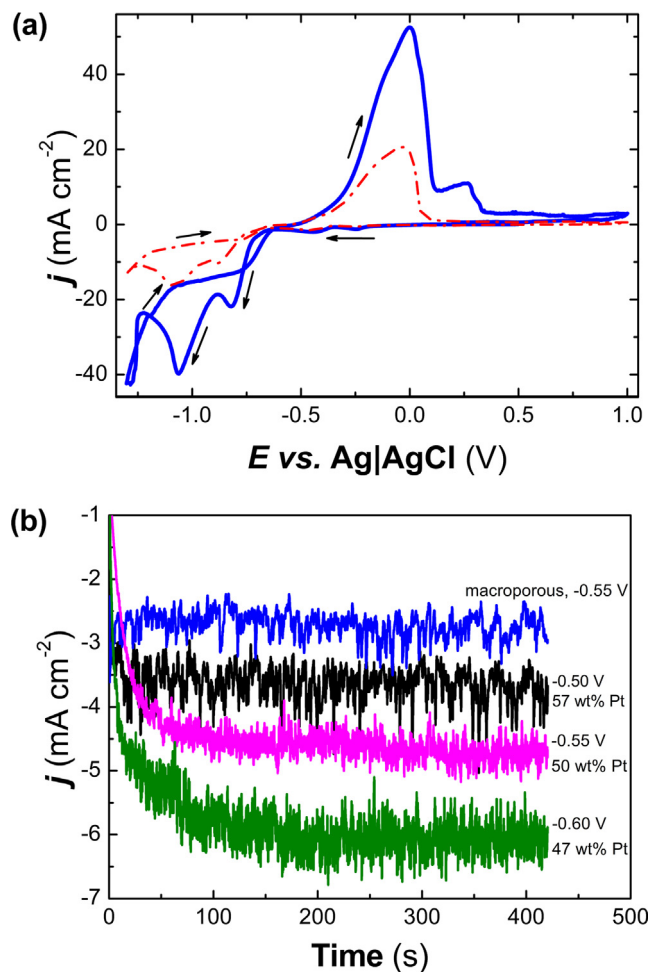 (a)
40
20
0
-20
-40
j (mA cm-2)
-1.0
-0.5
0.0
0.5
1.0
E vs. Ag|AgCl (V)
(b)
-1
-2
-3
-4
-5
-6
-7
j (mA cm-2)
macroporous, -0.55 V
-0.50 V
57 wt% Pt
-0.55 V
50 wt% Pt
-0.60 V
47 wt% Pt
0
100
200
300
400
500
Time (s)